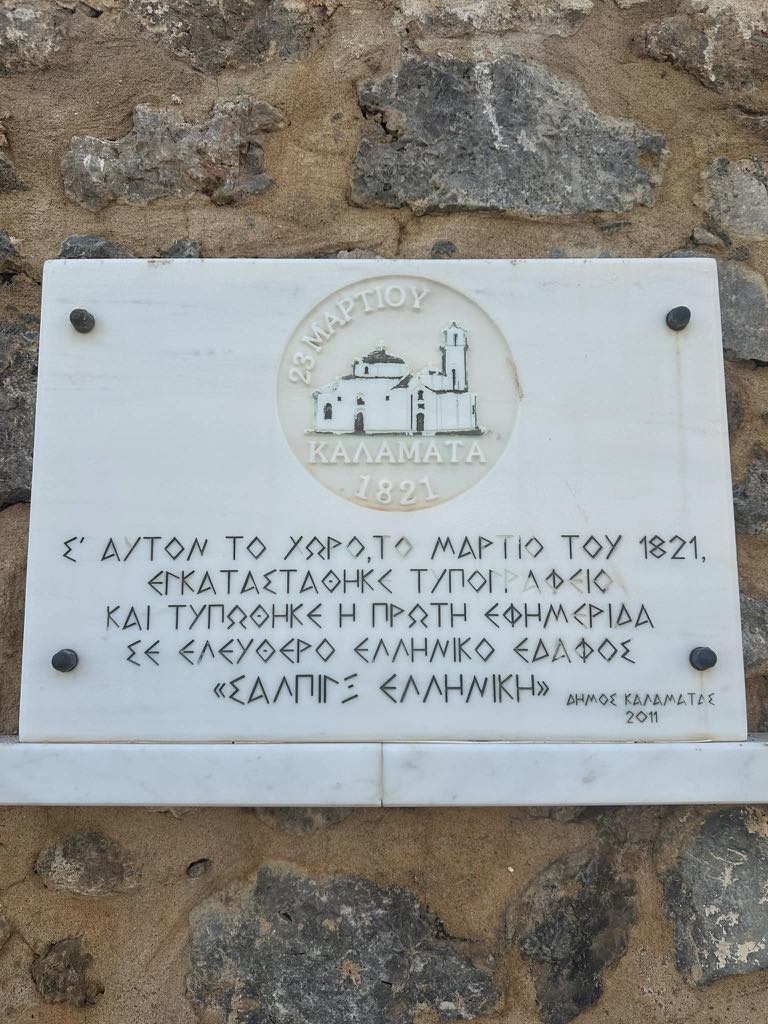 23 ΜΑΡΤΙΟΥ
ΚΑΛΑΜΑΤΑ
1821
Σ' ΑΥΤΟΝ ΤΟ ΧΩΡΟ, ΤΟ ΜΑΡΤΙΟ ΤΟΥ 1821,
ΕΓΚΑΤΑΣΤΑΘΗΚΕ ΤΥΠΟΓΡΑΦΕΙΟ
ΚΑΙ ΤΥΠΩΘΗΚΕ Η ΠΡΩΤΗ ΕΦΗΜΕΡΙΔΑ
ΣΕ ΕΛΕΥΘΕΡΟ ΕΛΛΗΝΙΚΟ ΕΔΑΦΟΣ
«ΣΑΛΠΙΓΞ ΕΛΛΗΝΙΚΗ»
ΔΗΜΟΣ ΚΑΛΑΜΑΤΑΣ
2011